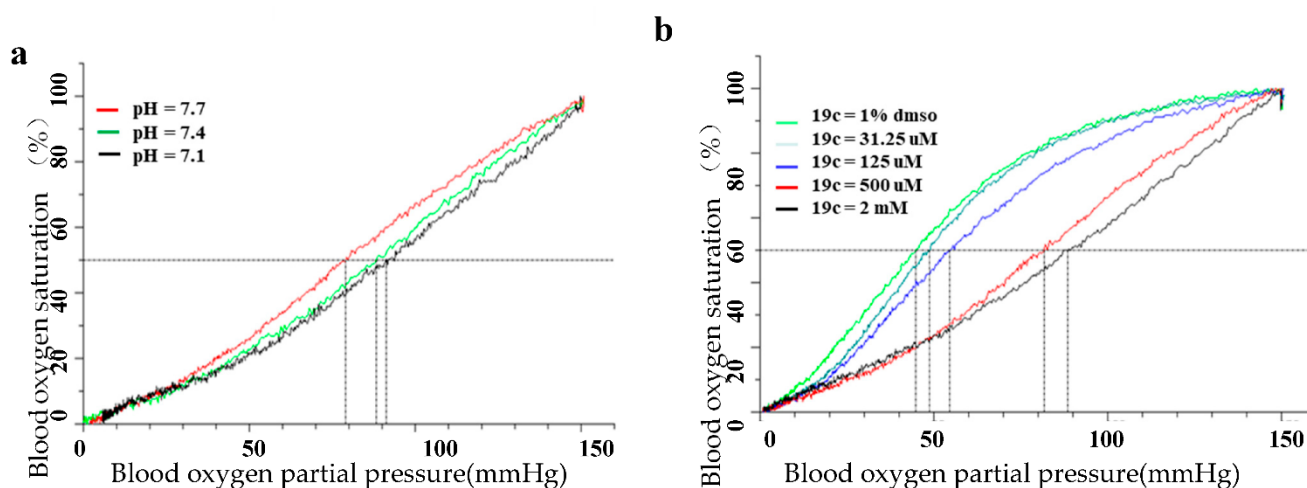 a
Blood oxygen saturation (%)
100
80
60
40
20
0
pH = 7.7
pH = 7.4
pH = 7.1
50
100
150
Blood oxygen partial pressure(mmHg)
b
Blood oxygen saturation (%)
100
80
60
40
20
0
19c = 1% dmso
19c = 31.25 uM
19c = 125 uM
19c = 500 uM
19c = 2 mM
0
50
100
150
Blood oxygen partial pressure(mmHg)